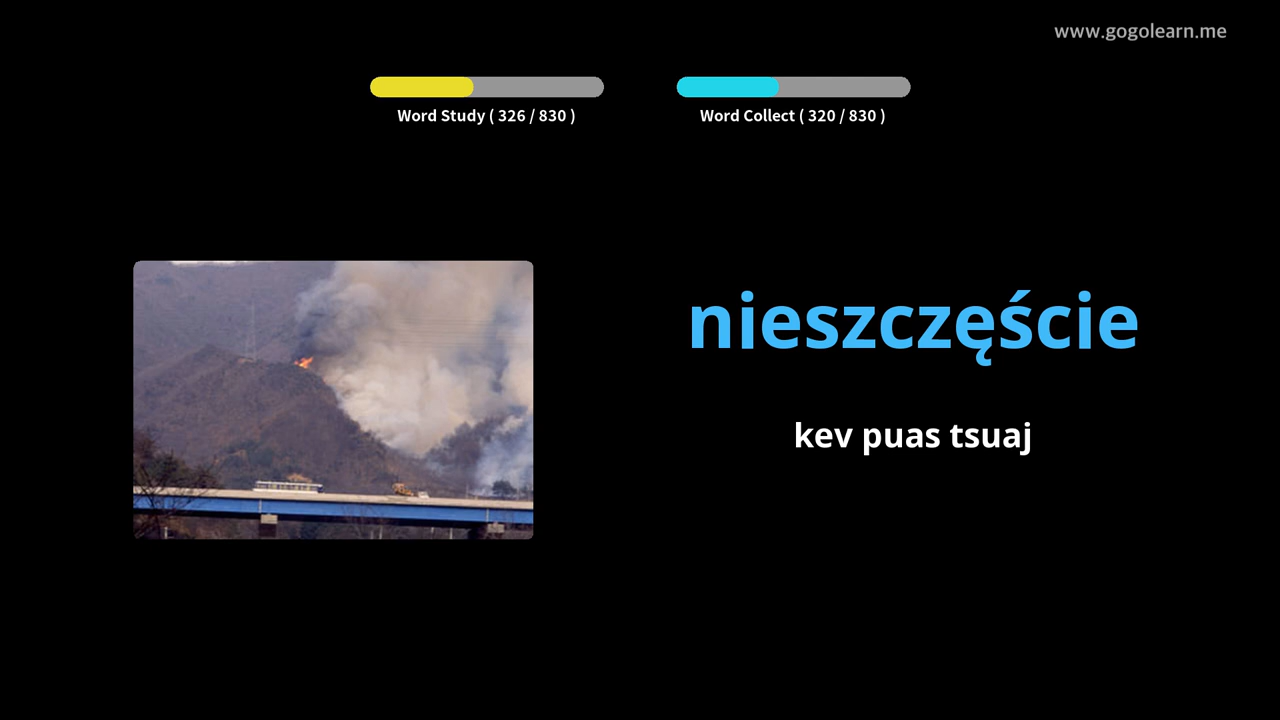 www.gogolearn.me
Word Study ( 326 / 830 )
Word Collect ( 320 / 830 )
nieszczęście
kev puas tsuaj